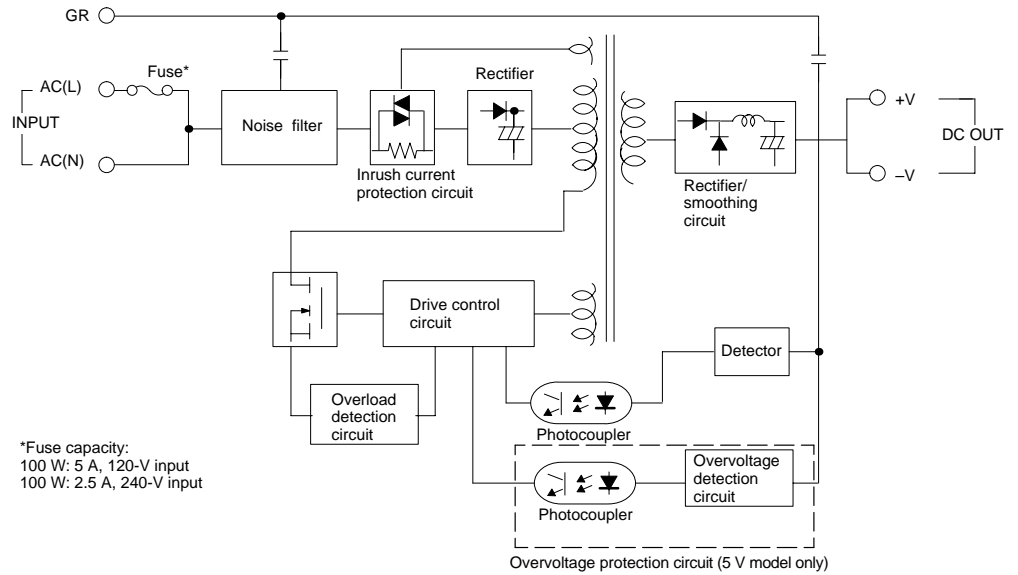 GR
Fuse*
AC(L)
INPUT
AC(N)
Noise filter
Inrush current
protection circuit
Rectifier
Rectifier/
smoothing
circuit
+V
DC OUT
–V
Drive control
circuit
Detector
Overload
detection
circuit
Photocoupler
Overvoltage
detection
circuit
Photocoupler
Overvoltage protection circuit (5 V model only)
*Fuse capacity:
100 W: 5 A, 120-V input
100 W: 2.5 A, 240-V input